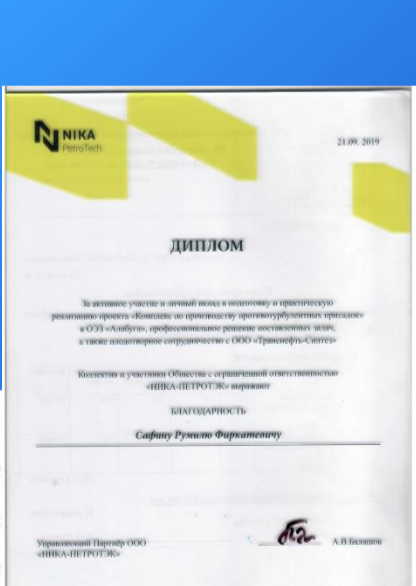 NIKA
PetroTech
21.09. 2019
ДИПЛОМ
За активное участие и личный вклад в подготовку и практическую
реализацию проекта «Комплекс по производству противотурбулентных присадок»
в ОЭЗ «Алабуга», профессиональное решение поставленных задач,
а также плодотворное сотрудничество с ООО «Транснефть-Синтез»
Коллектив и участники Общества с ограниченной ответственностью
«НИКА-ПЕТРОТЭК» выражают
БЛАГОДАРНОСТЬ
Сафину Румилю Фиркатевичу
Управляющий Партнёр ООО
«НИКА-ПЕТРОТЭК»
А.В.Балашов